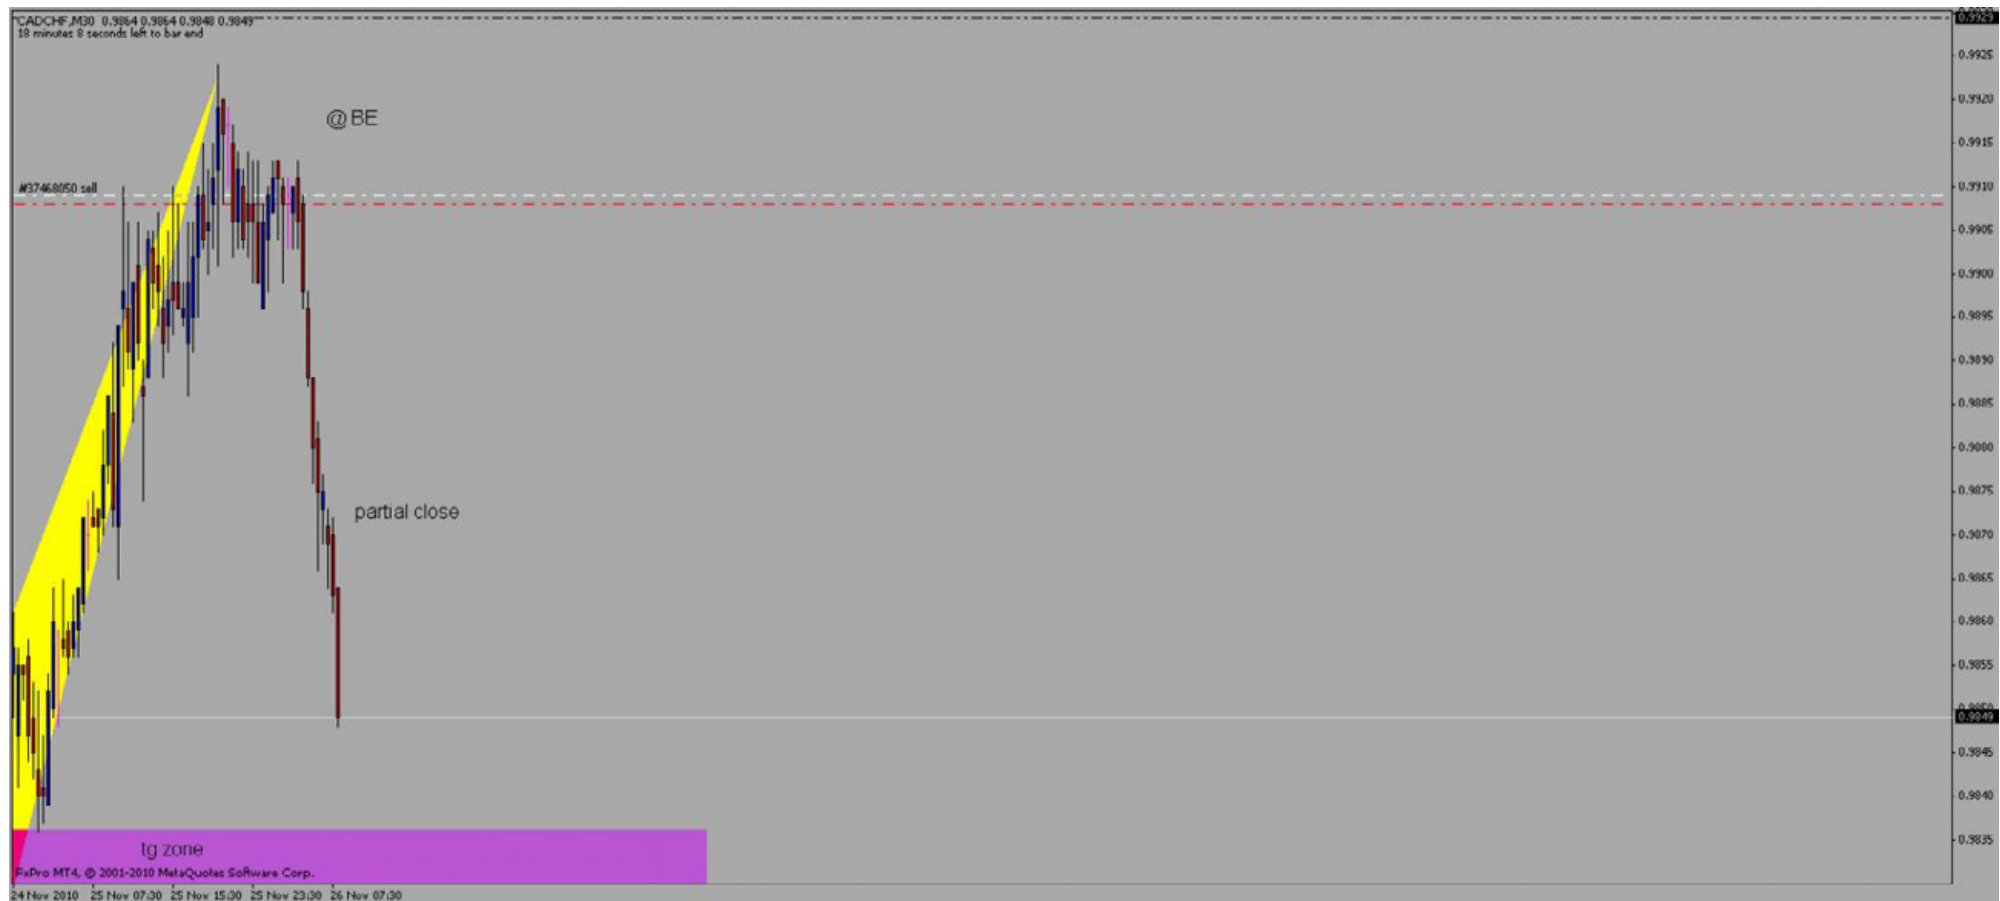 CADCHF,M30 0.9864 0.9864 0.9848 0.9849
18 minutes 8 seconds left to bar end
0.9929
0.9925
0.9920
@ BE
0.9915
#37468050 sell
0.9910
0.9905
0.9900
0.9895
0.9890
0.9885
0.9880
0.9875
partial close
0.9870
0.9865
0.9860
0.9855
0.9849
0.9845
0.9840
0.9835
tg zone
FxPro MT4, © 2001-2010 MetaQuotes Software Corp.
24 Nov 2010 25 Nov 07:30 25 Nov 15:30 25 Nov 23:30 26 Nov 07:30